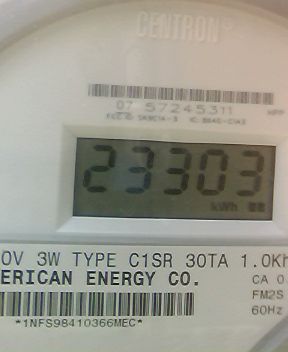 CENTRON®
07 57245311
23303
kWh
0V 3W TYPE C1SR 30TA 1.0Kh
ERICAN ENERGY CO.
CA 0.
FM2S
60Hz
*1NFS98410366MEC*